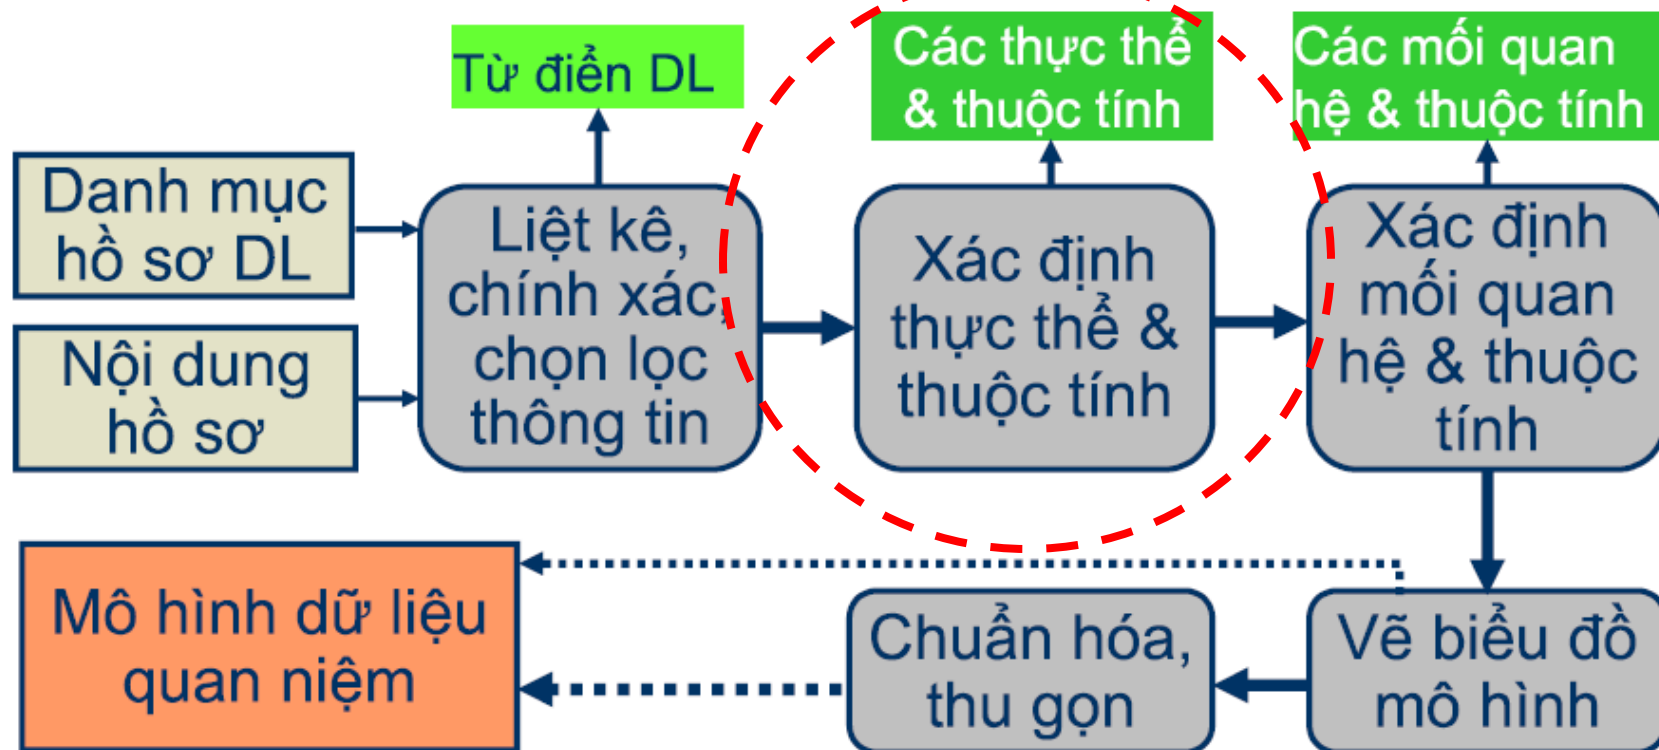 Từ điển DL
Các thực thể
& thuộc tính
Các mối quan
hệ & thuộc tính
Danh mục
hồ sơ DL
Nội dung
hồ sơ
Liệt kê,
chính xác,
chọn lọc
thông tin
Xác định
thực thể &
thuộc tính
Xác định
mối quan
hệ & thuộc
tính
Mô hình dữ liệu
quan niệm
Chuẩn hóa,
thu gọn
Vẽ biểu đồ
mô hình